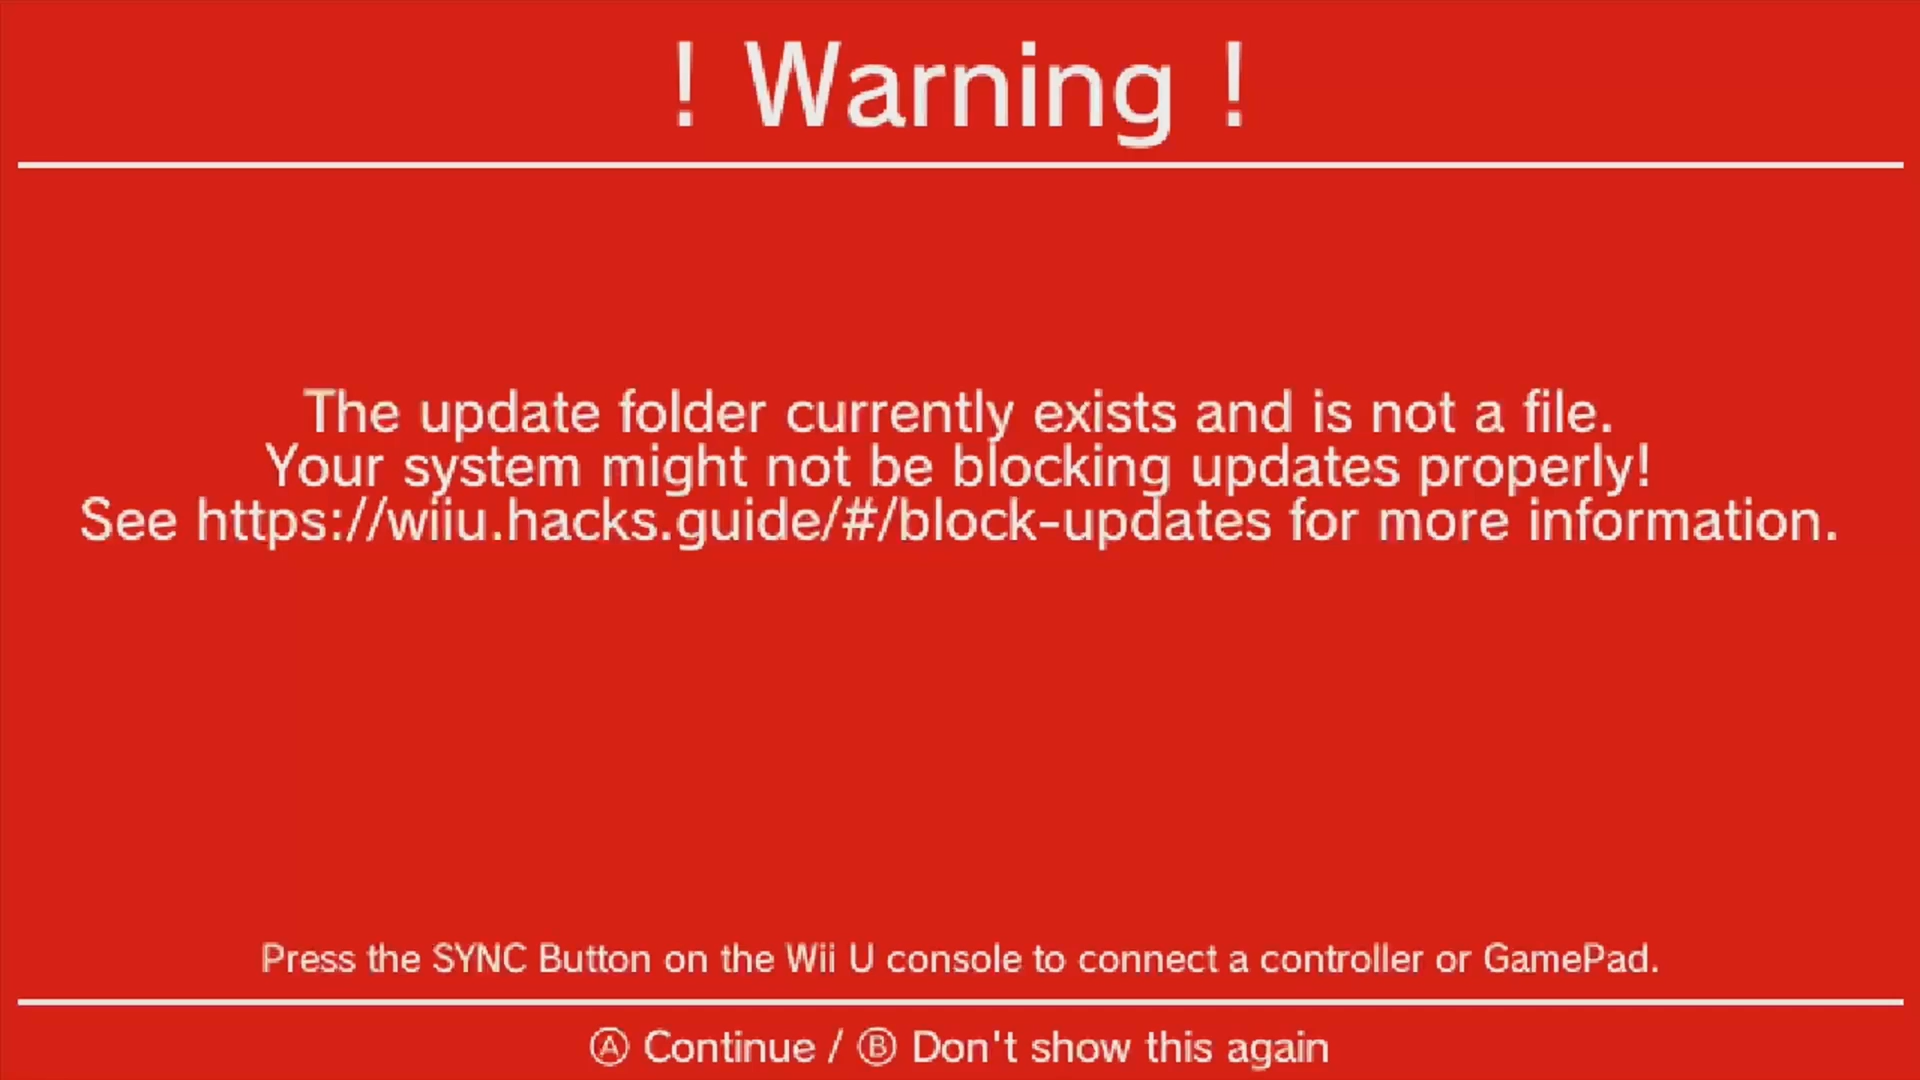 ! Warning !
The update folder currently exists and is not a file.
Your system might not be blocking updates properly!
See https://wiiu.hacks.guide/#/block-updates for more information.
Press the SYNC Button on the Wii U console to connect a controller or GamePad.
Ⓐ Continue / Ⓑ Don't show this again